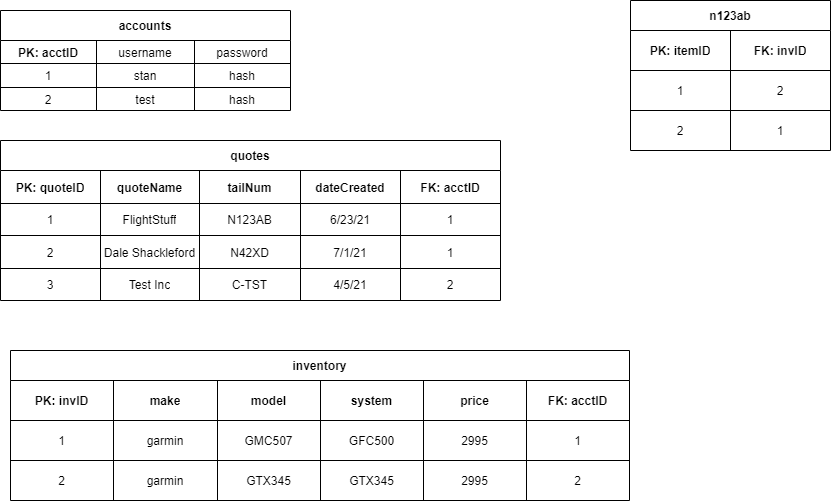 accounts
PK: acctID username password
1 stan hash
2 test hash
n123ab
PK: itemID FK: invID
1 2
2 1
quotes
PK: quoteID quoteName tailNum dateCreated FK: acctID
1 FlightStuff N123AB 6/23/21 1
2 Dale Shackleford N42XD 7/1/21 1
3 Test Inc C-TST 4/5/21 2
inventory
PK: invID make model system price FK: acctID
1 garmin GMC507 GFC500 2995 1
2 garmin GTX345 GTX345 2995 2